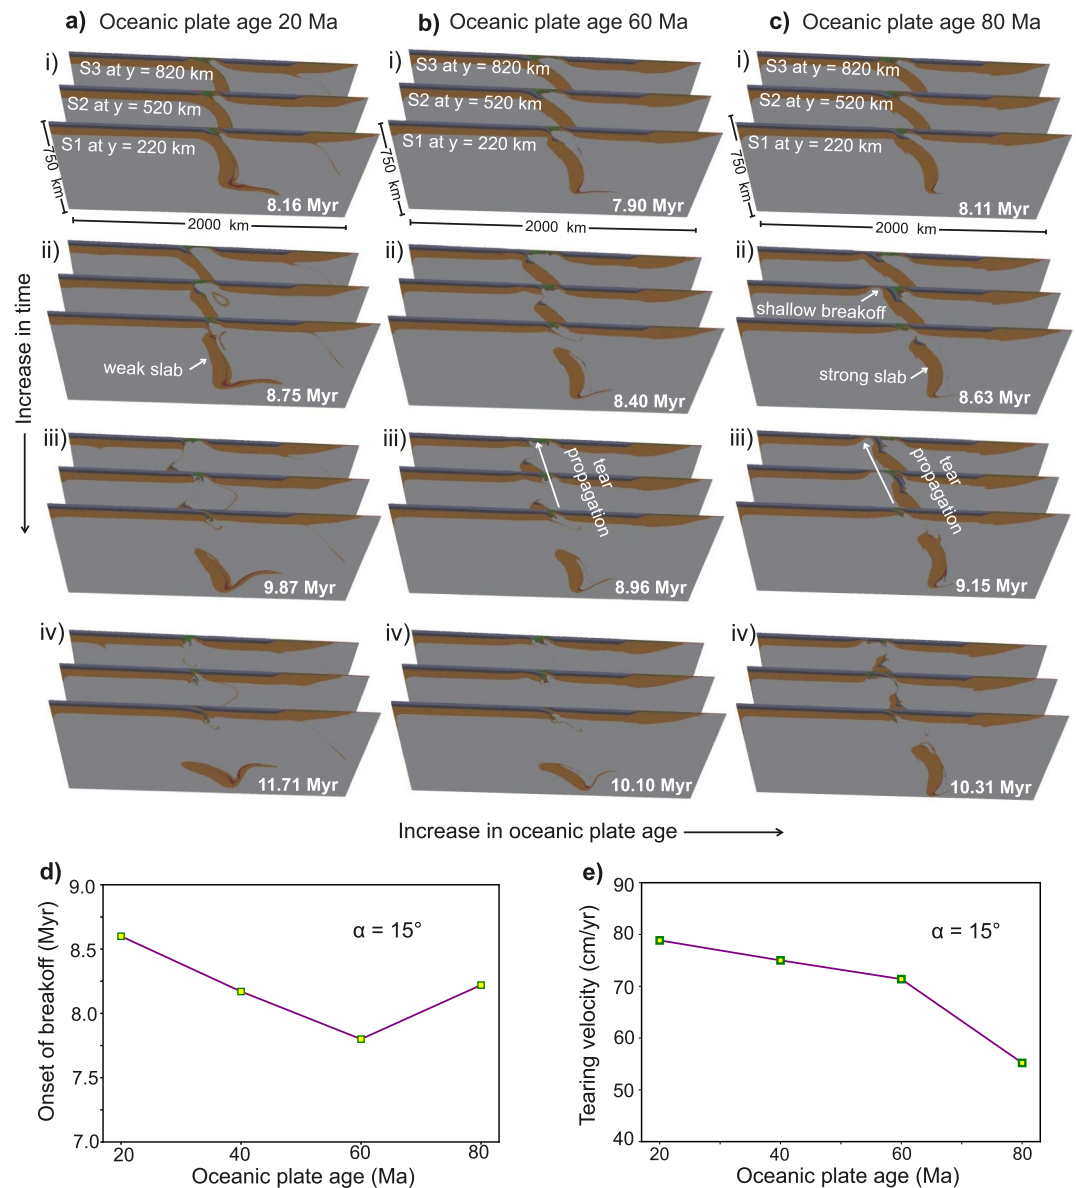 a) Oceanic plate age 20 Ma
b) Oceanic plate age 60 Ma
c) Oceanic plate age 80 Ma
i)
S3 at y = 820 km
S2 at y = 520 km
S1 at y = 220 km
750 km
8.16 Myr
2000 km
i)
S3 at y = 820 km
S2 at y = 520 km
S1 at y = 220 km
750 km
7.90 Myr
2000 km
i)
S3 at y = 820 km
S2 at y = 520 km
S1 at y = 220 km
750 km
8.11 Myr
2000 km
Increase in time
ii)
weak slab
8.75 Myr
ii)
8.40 Myr
ii)
shallow breakoff
strong slab
8.63 Myr
iii)
9.87 Myr
iii)
tear
propagation
8.96 Myr
iii)
tear
propagation
9.15 Myr
iv)
11.71 Myr
iv)
10.10 Myr
iv)
10.31 Myr
Increase in oceanic plate age
d)
9.0
8.5
8.0
7.5
7.0
Onset of breakoff (Myr)
α = 15°
20 40 60 80
Oceanic plate age (Ma)
e)
90
80
70
60
50
40
Tearing velocity (cm/yr)
α = 15°
20 40 60 80
Oceanic plate age (Ma)